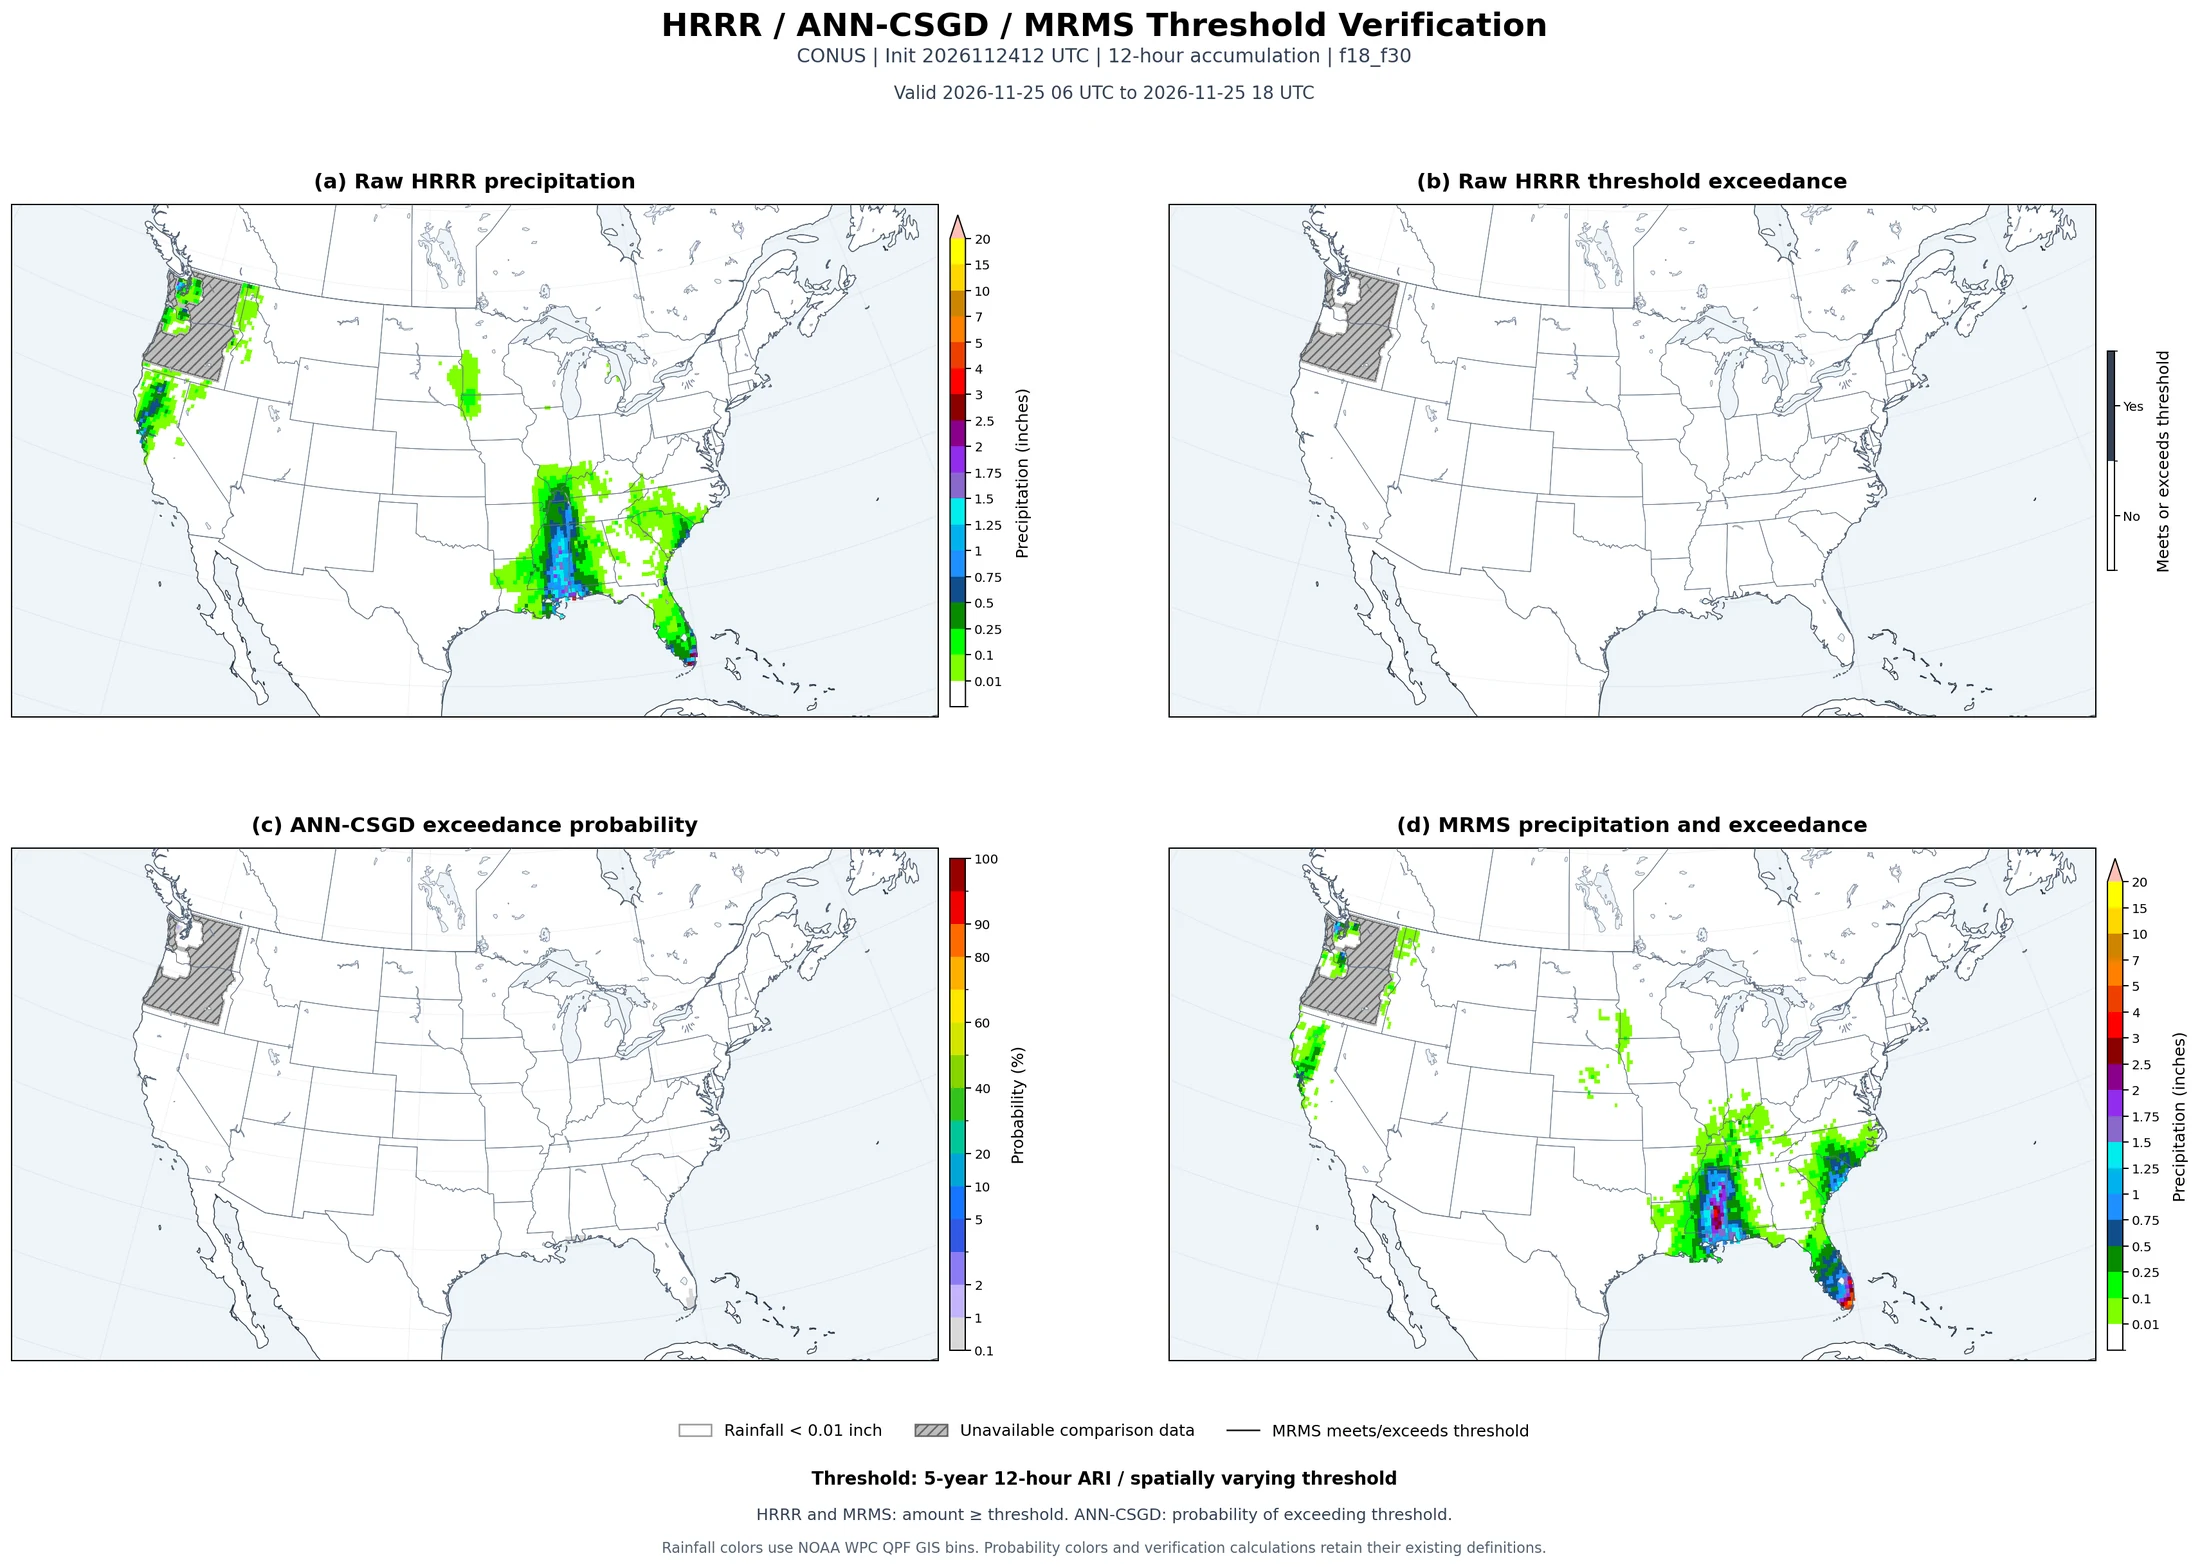 HRRR / ANN-CSGD / MRMS Threshold Verification
CONUS | Init 2026112412 UTC | 12-hour accumulation | f18_f30
Valid 2026-11-25 06 UTC to 2026-11-25 18 UTC
(a) Raw HRRR precipitation
20
15
10
7
5
4
3
2.5
2
1.75
1.5
1.25
1
0.75
0.5
0.25
0.1
0.01
Precipitation (inches)
(b) Raw HRRR threshold exceedance
Yes
No
Meets or exceeds threshold
(c) ANN-CSGD exceedance probability
100
90
80
60
40
20
10
5
2
1
0.1
Probability (%)
(d) MRMS precipitation and exceedance
20
15
10
7
5
4
3
2.5
2
1.75
1.5
1.25
1
0.75
0.5
0.25
0.1
0.01
Precipitation (inches)
Rainfall < 0.01 inch
Unavailable comparison data
MRMS meets/exceeds threshold
Threshold: 5-year 12-hour ARI / spatially varying threshold
HRRR and MRMS: amount ≥ threshold. ANN-CSGD: probability of exceeding threshold.
Rainfall colors use NOAA WPC QPF GIS bins. Probability colors and verification calculations retain their existing definitions.